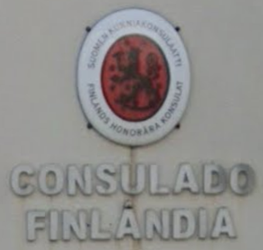 SUOMEN KUNNIAKONSULAATTI
FINLANDS HONORÄRA KONSULAT
CONSULADO
FINLÂNDIA